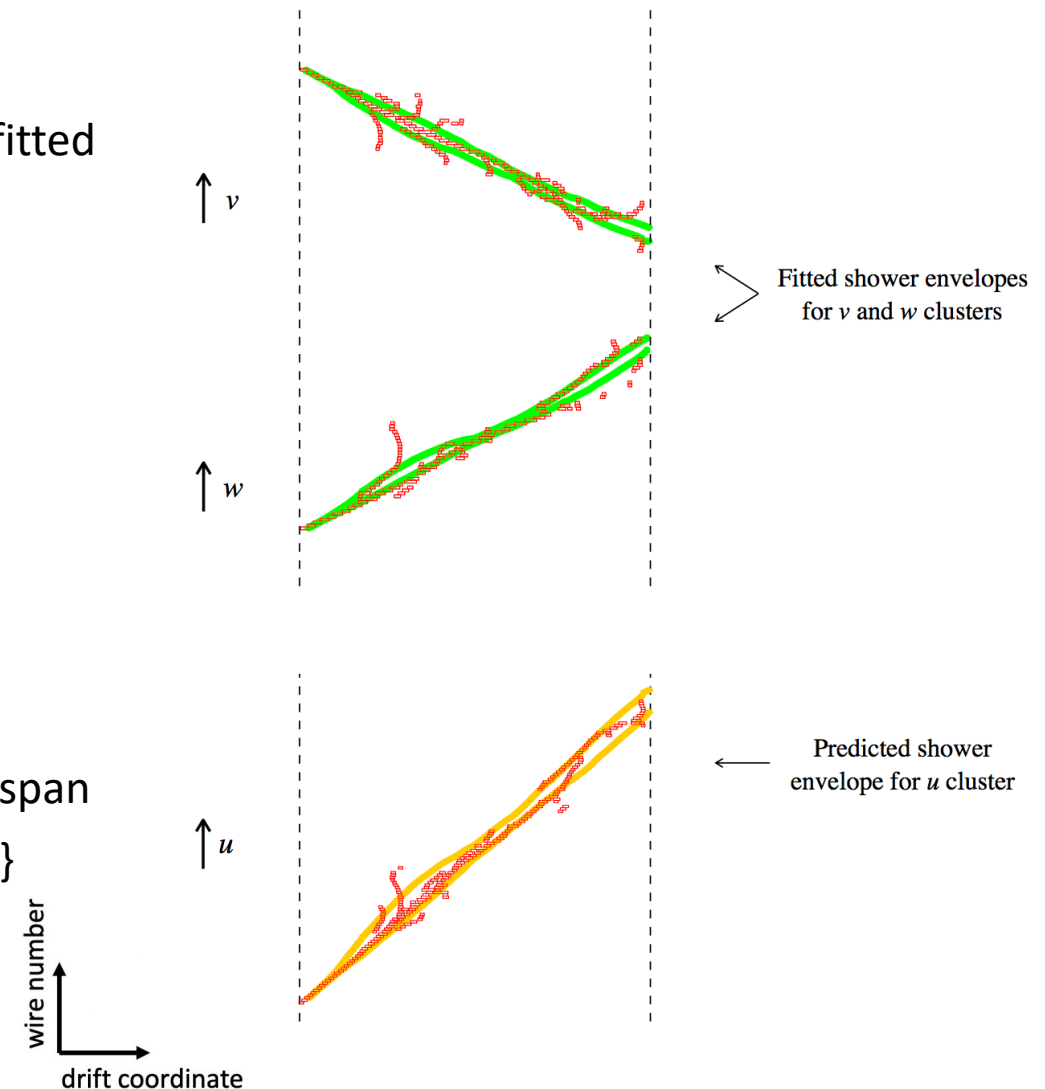 fitted
v
Fitted shower envelopes
for v and w clusters
w
Predicted shower
envelope for u cluster
span
u
}
wire number
drift coordinate